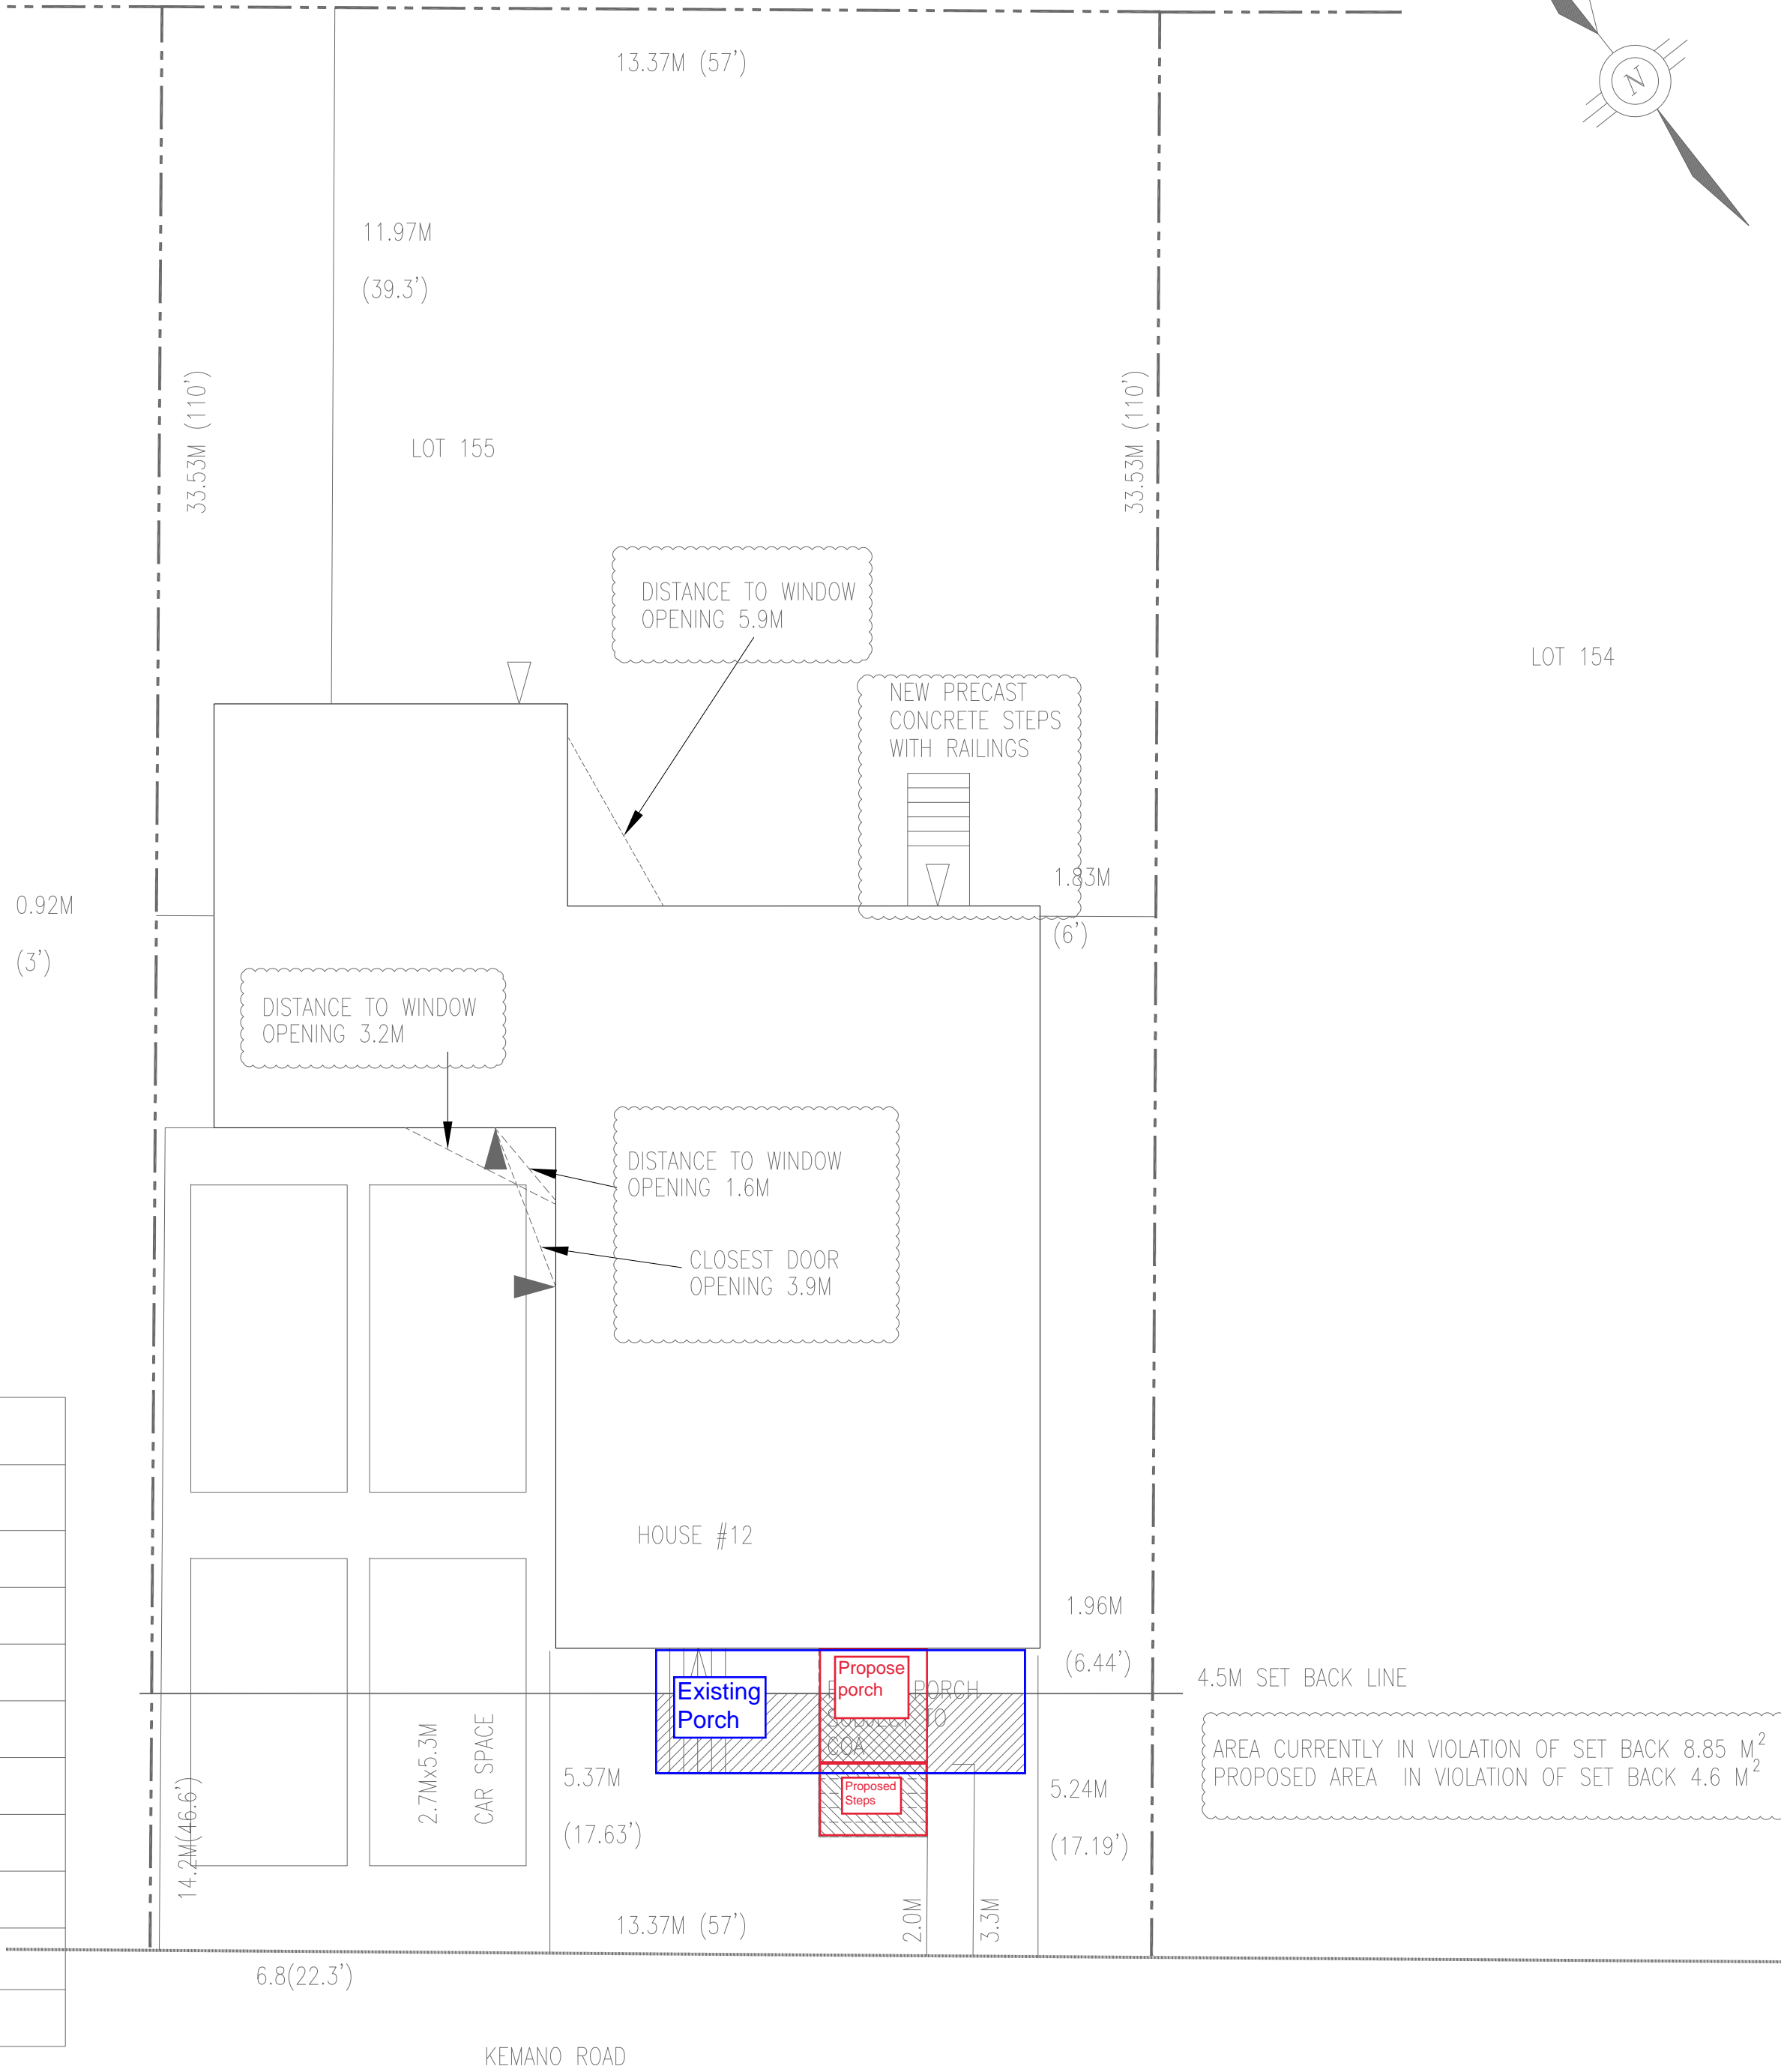 13.37M (57')
N
11.97M
(39.3')
33.53M (110')
33.53M (110')
LOT 155
DISTANCE TO WINDOW
OPENING 5.9M
LOT 154
NEW PRECAST
CONCRETE STEPS
WITH RAILINGS
0.92M
(3')
1.83M
(6')
DISTANCE TO WINDOW
OPENING 3.2M
DISTANCE TO WINDOW
OPENING 1.6M
CLOSEST DOOR
OPENING 3.9M
HOUSE #12
1.96M
(6.44')
4.5M SET BACK LINE
Propose
porch
PORCH
TO
COA
Existing
Porch
AREA CURRENTLY IN VIOLATION OF SET BACK 8.85 M2
PROPOSED AREA IN VIOLATION OF SET BACK 4.6 M2
2.7Mx5.3M
CAR SPACE
5.37M
(17.63')
Proposed
Steps
5.24M
(17.19')
14.2M(46.6')
13.37M (57')
2.0M
3.3M
6.8(22.3')
KEMANO ROAD